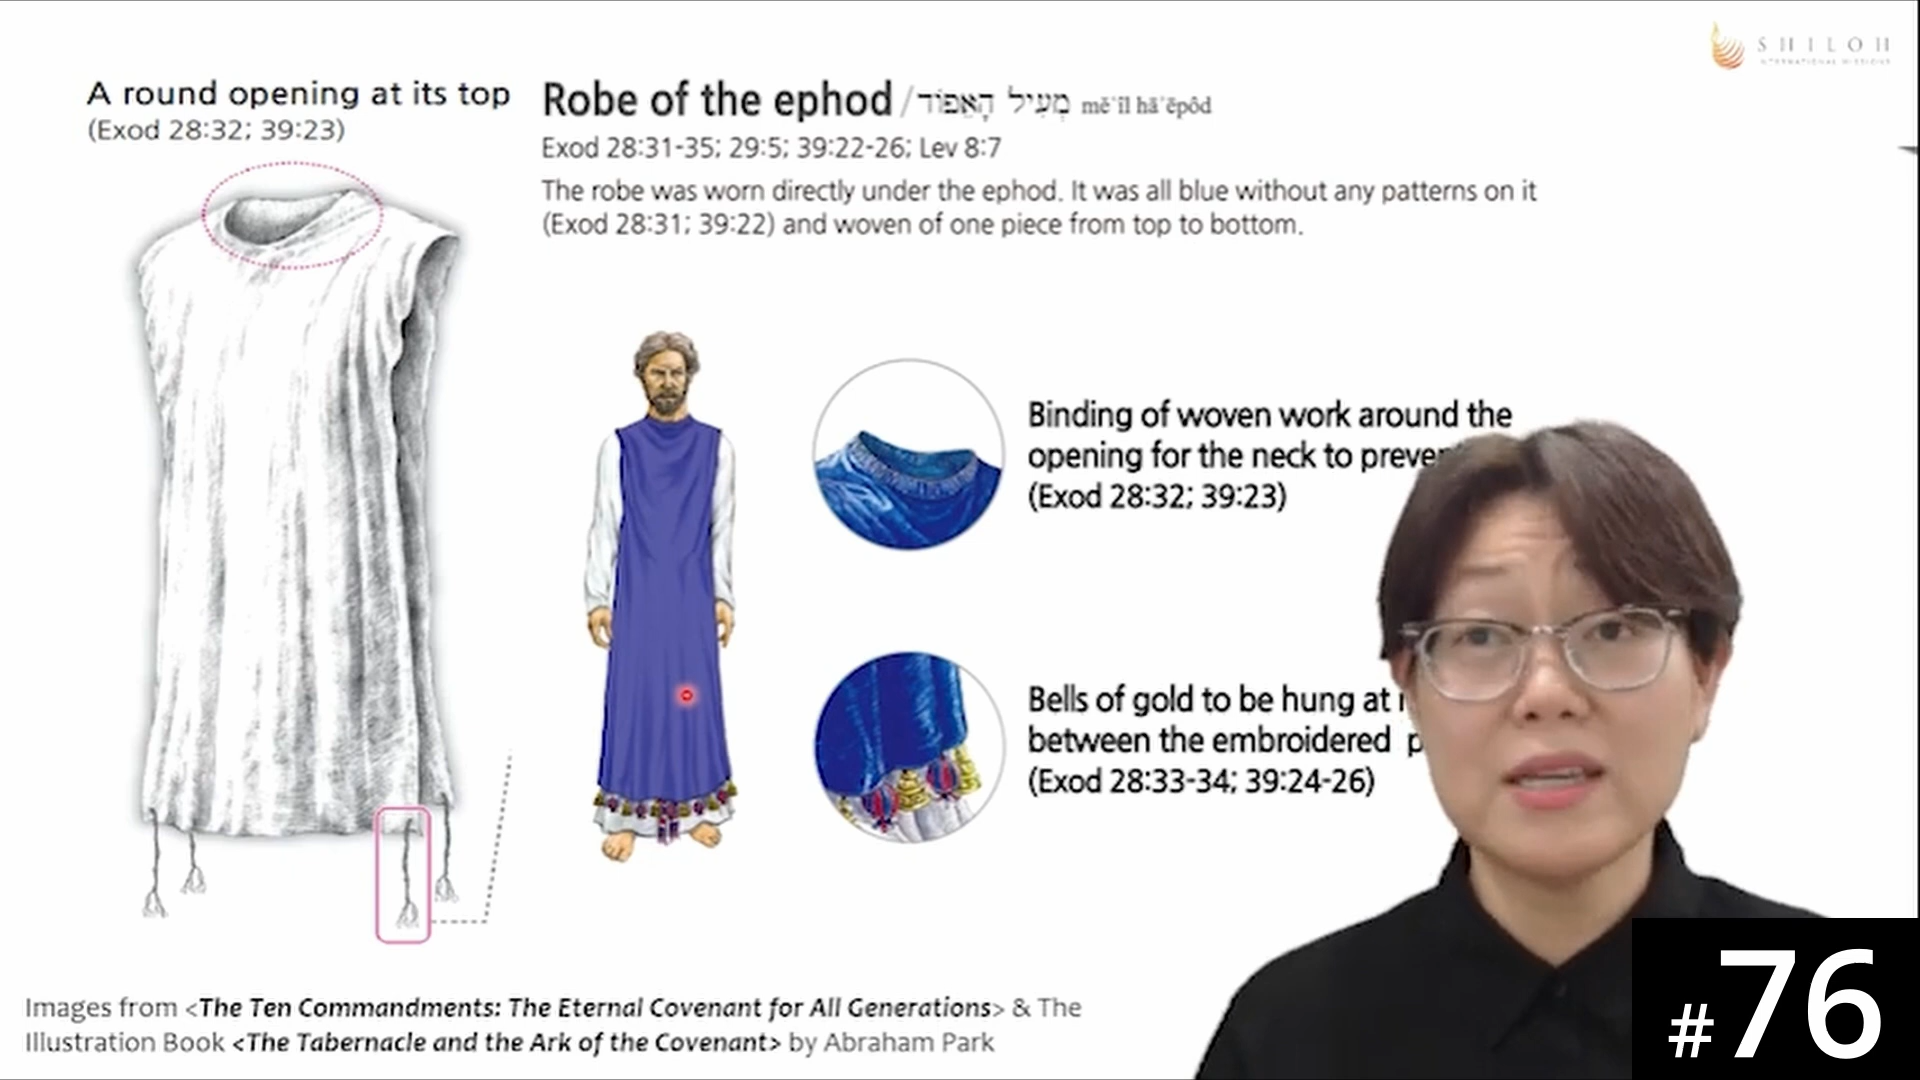 SHILOH
INTERNATIONAL MISSIONS
A round opening at its top
(Exod 28:32; 39:23)
Robe of the ephod / מְעִיל הָאֵפוֹד mĕʿîl hāʾēpôd
Exod 28:31-35; 29:5; 39:22-26; Lev 8:7
The robe was worn directly under the ephod. It was all blue without any patterns on it
(Exod 28:31; 39:22) and woven of one piece from top to bottom.
Binding of woven work around the
opening for the neck to
(Exod 28:32; 39:23)
Bells of gold to be hung at
between the embroidered
(Exod 28:33-34; 39:24-26)
Images from <The Ten Commandments: The Eternal Covenant for All Generations> & The
Illustration Book <The Tabernacle and the Ark of the Covenant> by Abraham Park
#76